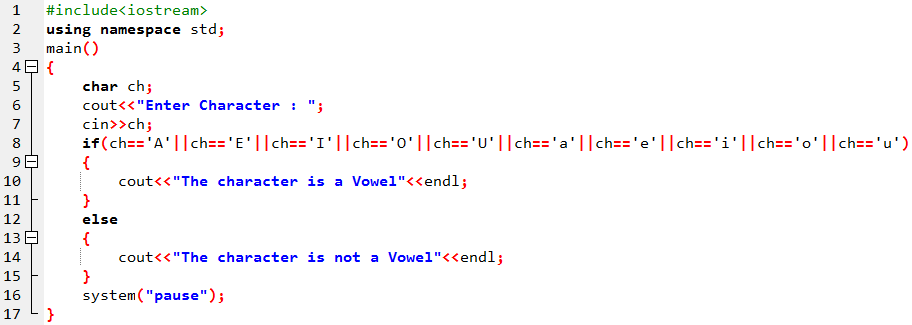 1 #include<iostream>
2 using namespace std;
3 main()
4 {
5 char ch;
6 cout<<"Enter Character : ";
7 cin>>ch;
8 if(ch=='A'||ch=='E'||ch=='I'||ch=='O'||ch=='U'||ch=='a'||ch=='e'||ch=='i'||ch=='o'||ch=='u')
9 {
10 cout<<"The character is a Vowel"<<endl;
11 }
12 else
13 {
14 cout<<"The character is not a Vowel"<<endl;
15 }
16 system("pause");
17 }